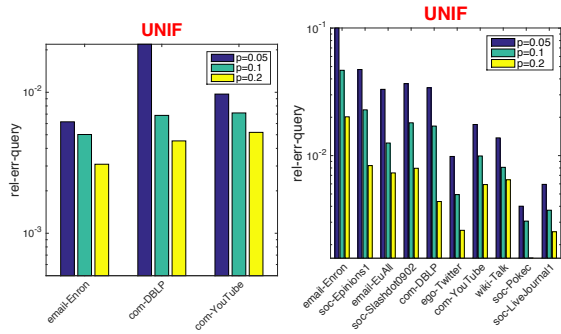 UNIF
p=0.05
p=0.1
p=0.2
rel-err-query
10^-2
10^-3
email-Enron
com-DBLP
com-YouTube
UNIF
p=0.05
p=0.1
p=0.2
rel-err-query
10^-1
10^-2
email-Enron
soc-Epinions1
email-EuAll
soc-Slashdot0902
com-DBLP
ego-Twitter
com-YouTube
wiki-Talk
soc-Pokec
soc-LiveJournal1